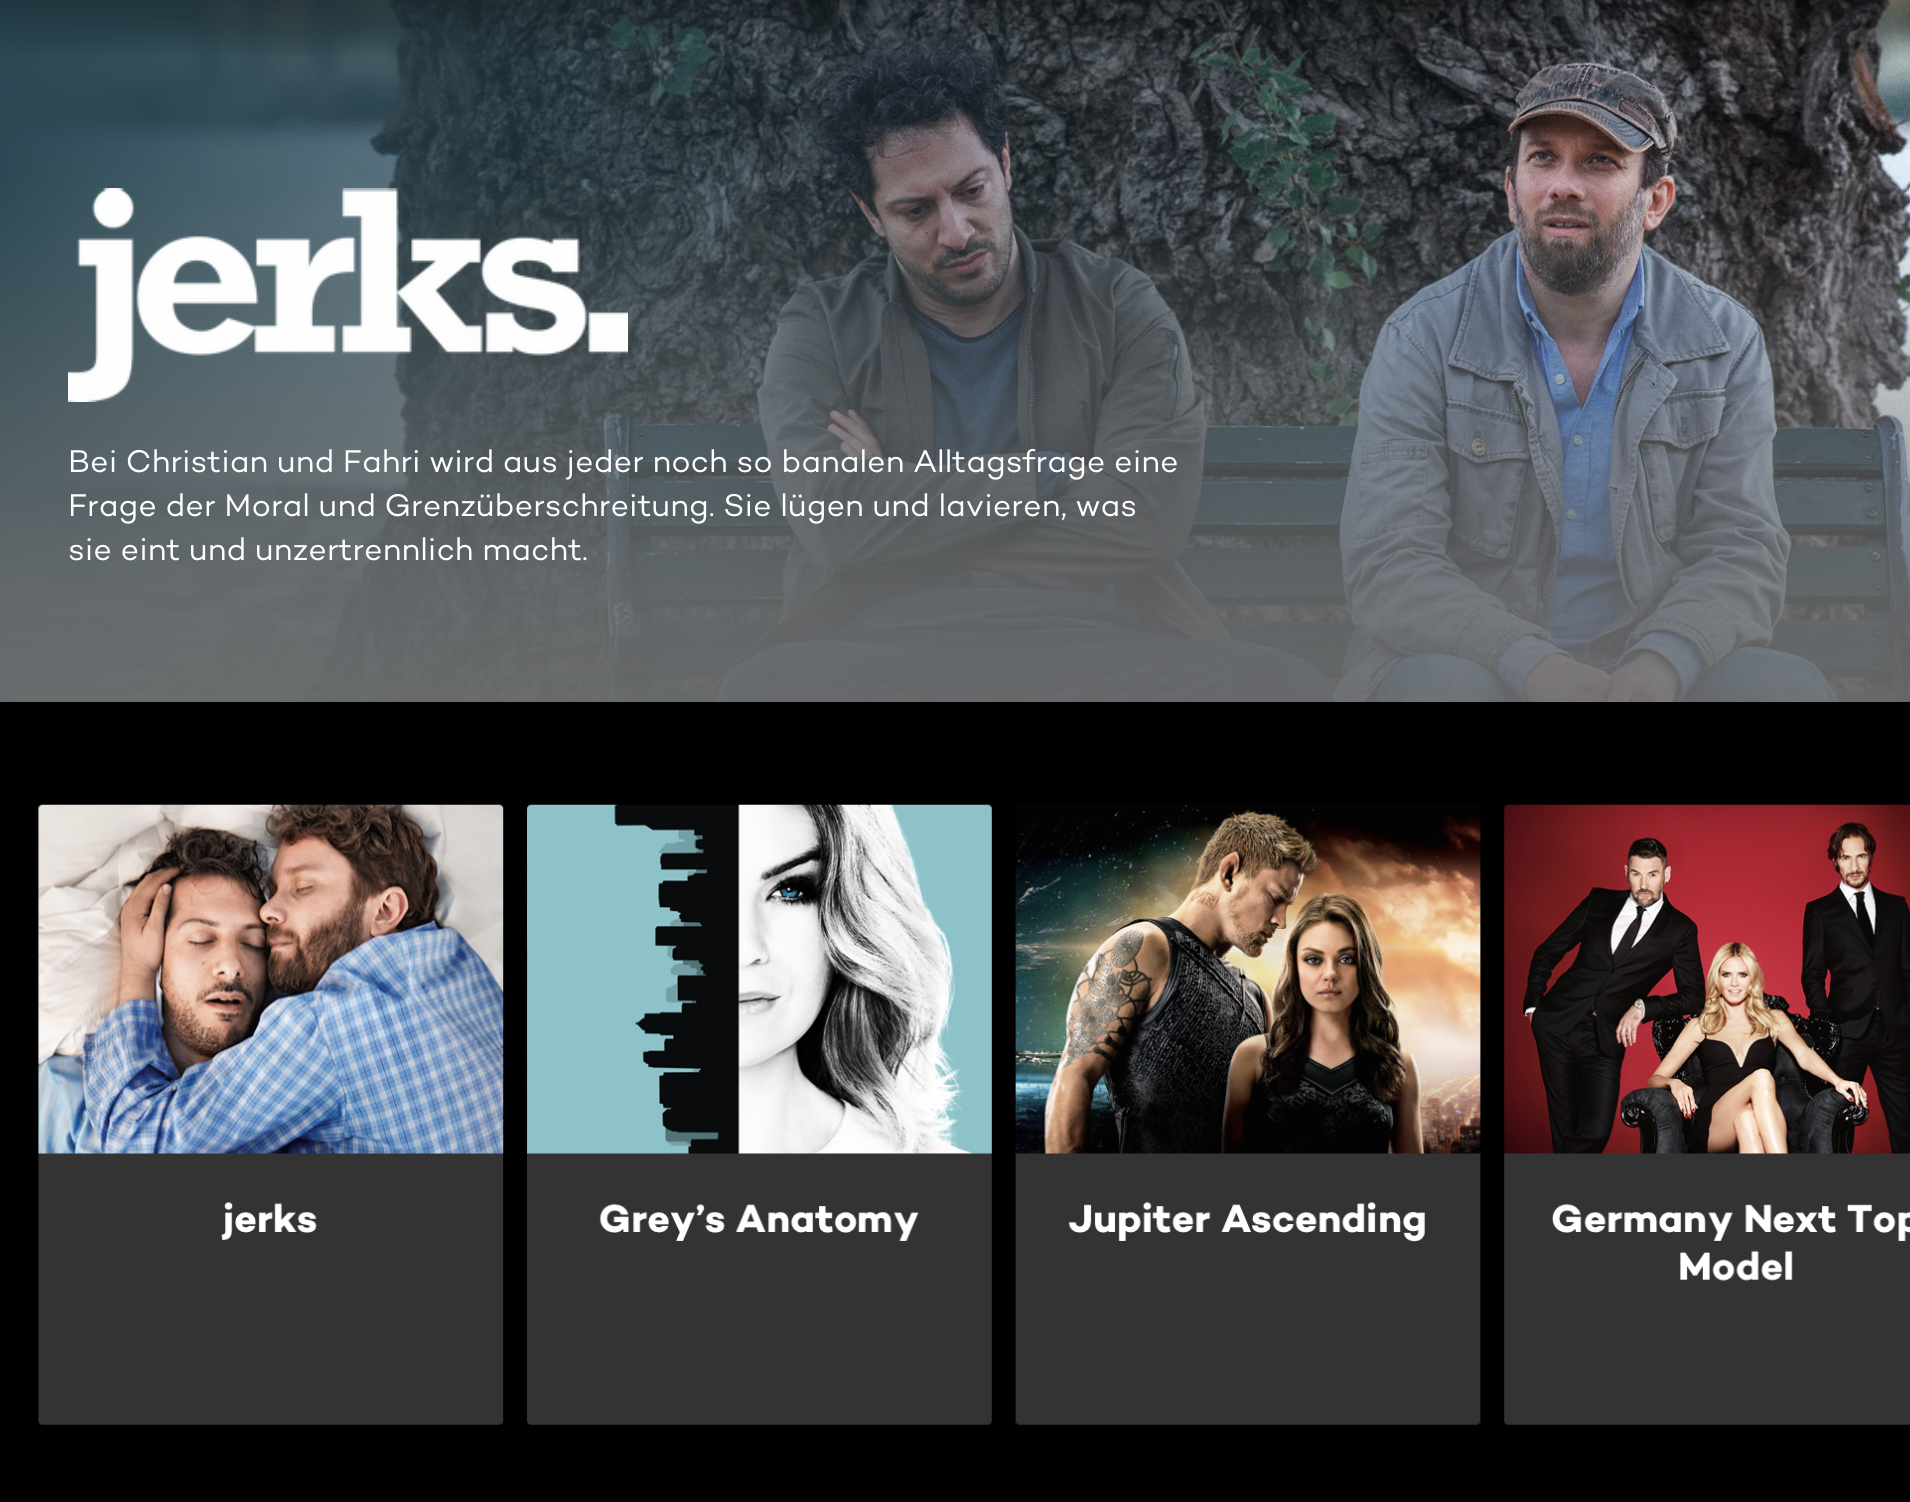 jerks.
Bei Christian und Fahri wird aus jeder noch so banalen Alltagsfrage eine
Frage der Moral und Grenzüberschreitung. Sie lügen und lavieren, was
sie eint und unzertrennlich macht.
jerks
Grey’s Anatomy
Jupiter Ascending
Germany Next Top
Model